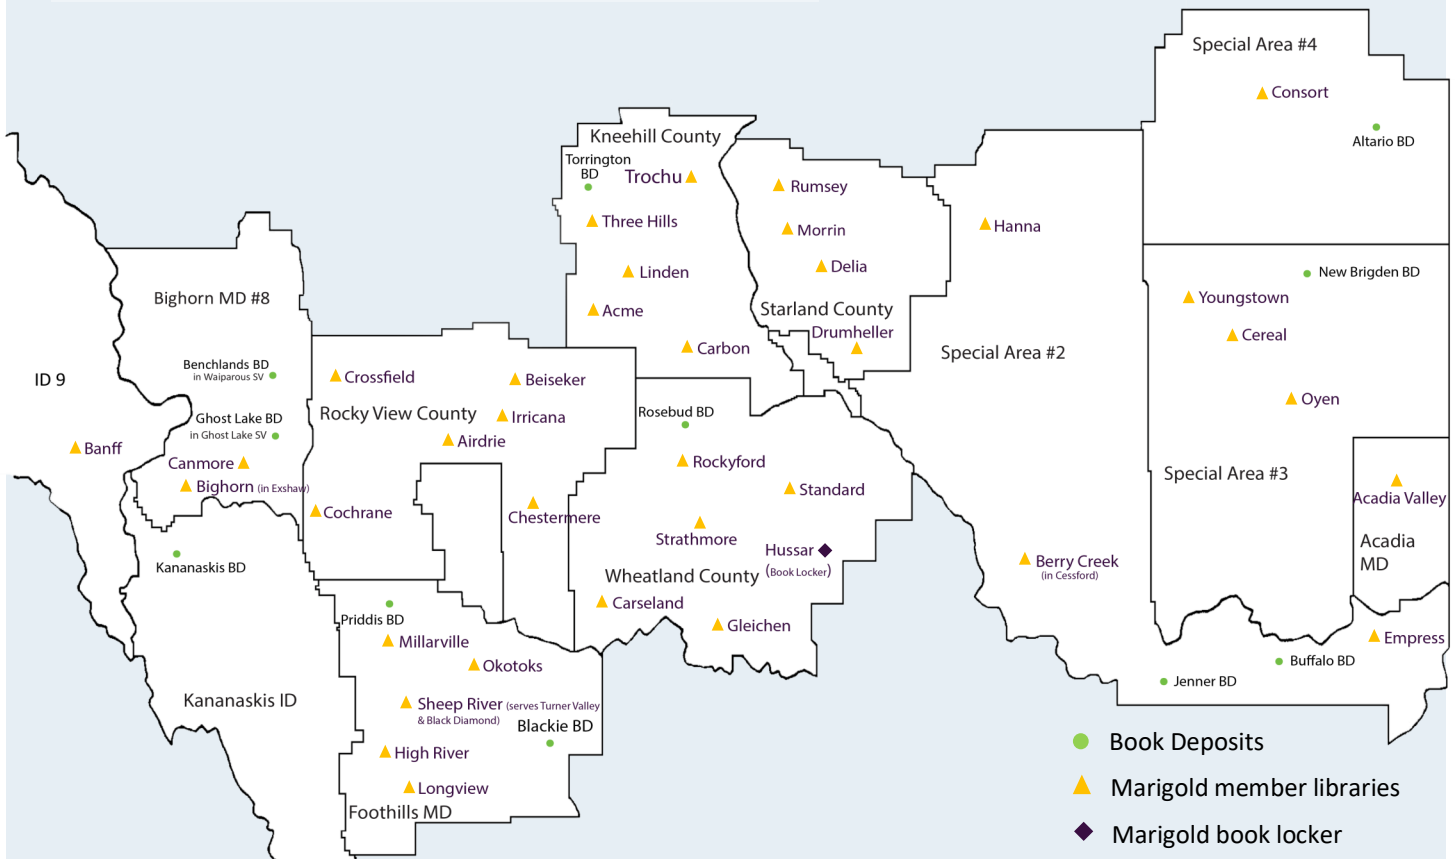 Special Area #4
Consort
Altario BD
Kneehill County
Torrington
BD
Trochu
Rumsey
Three Hills
Morrin
Hanna
Linden
Delia
New Brigden BD
Bighorn MD #8
Youngstown
Acme
Starland County
Drumheller
Cereal
Carbon
Special Area #2
Benchlands BD
in Waiparous SV
ID 9
Crossfield
Beiseker
Oyen
Rocky View County
Irricana
Rosebud BD
Ghost Lake BD
in Ghost Lake SV
Airdrie
Banff
Canmore
Rockyford
Special Area #3
Bighorn (in Exshaw)
Standard
Acadia Valley
Cochrane
Chestermere
Strathmore
Hussar
(Book Locker)
Acadia
MD
Kananaskis BD
Berry Creek
(in Cessford)
Wheatland County
Carseland
Priddis BD
Gleichen
Millarville
Empress
Okotoks
Buffalo BD
Jenner BD
Kananaskis ID
Sheep River (serves Turner Valley
& Black Diamond)
Blackie BD
High River
Longview
Foothills MD
Book Deposits
Marigold member libraries
Marigold book locker